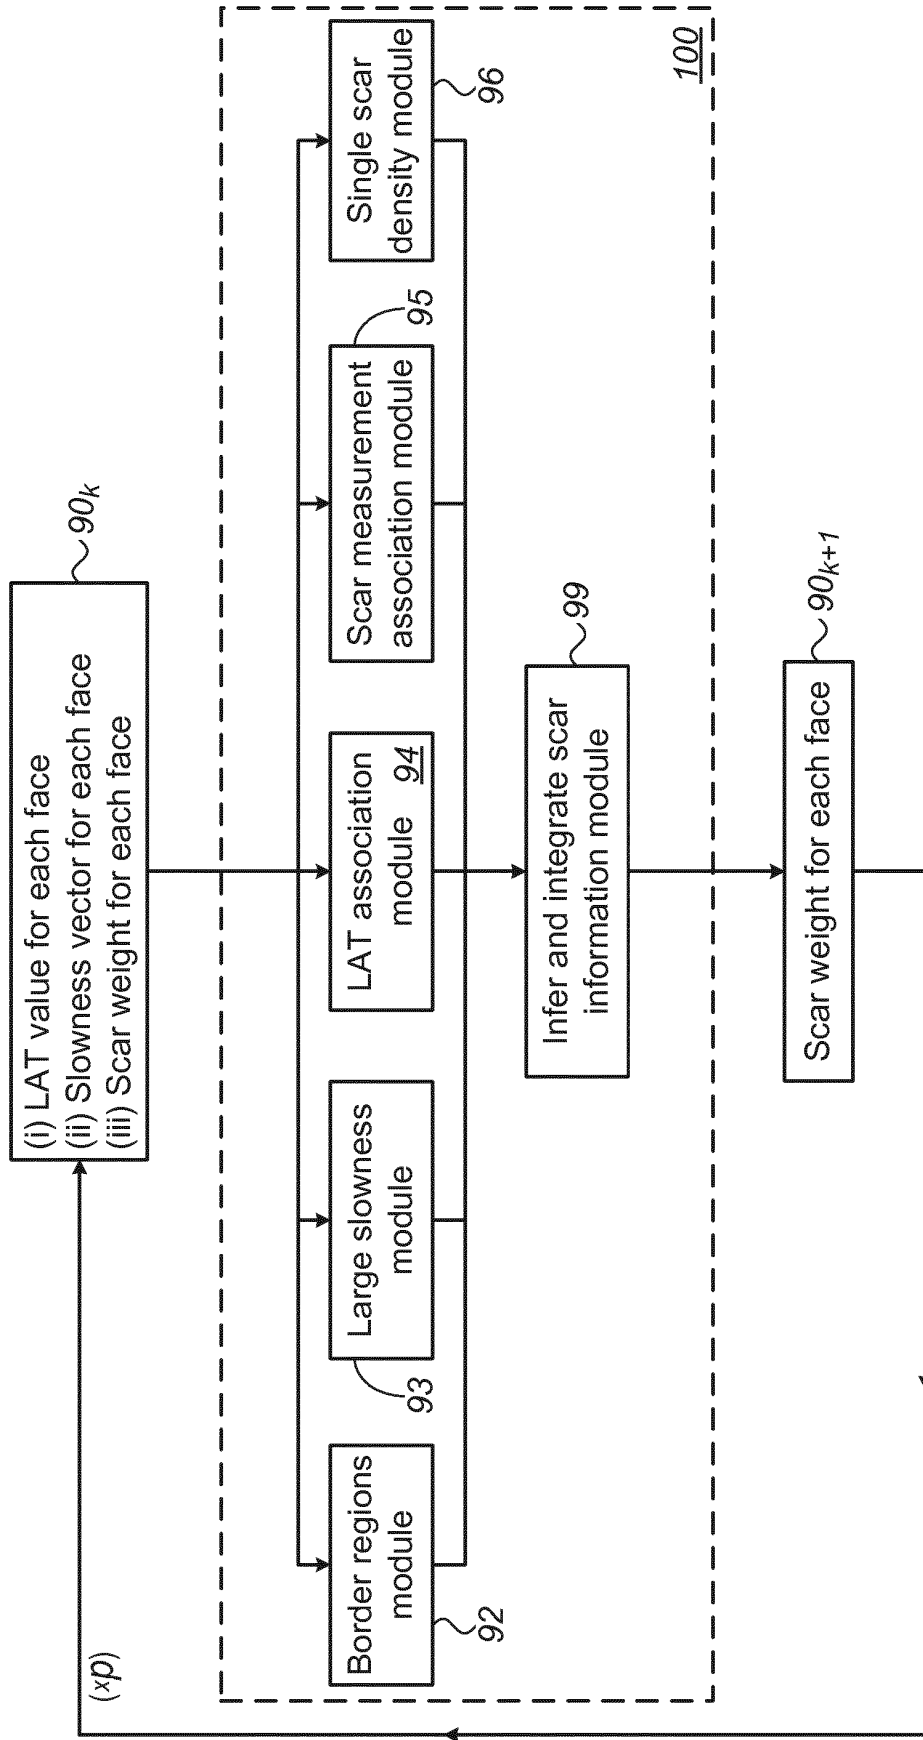 (i) LAT value for each face
(ii) Slowness vector for each face
(iii) Scar weight for each face
90k
(xp)
100
Border regions
module
92
Large slowness
module
93
LAT association
module 94
Scar measurement
association module
95
Single scar
density module
96
Infer and integrate scar
information module
99
Scar weight for each face
90k+1